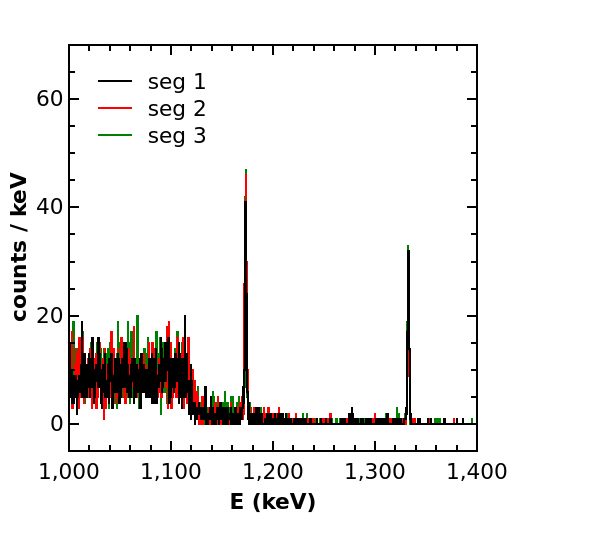 seg 1
seg 2
seg 3
60
40
20
0
counts / keV
1,000 1,100 1,200 1,300 1,400
E (keV)